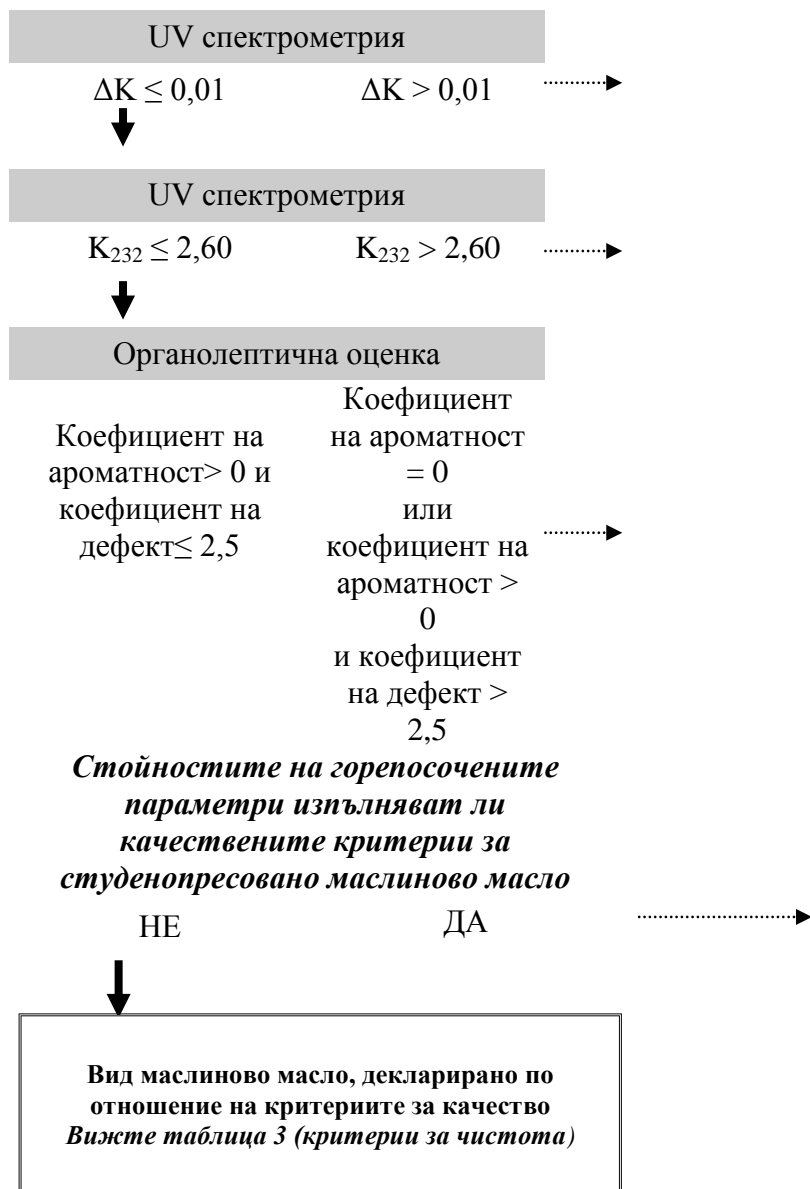 UV спектрометрия
ΔK ≤ 0,01 ΔK > 0,01
UV спектрометрия
K232 ≤ 2,60 K232 > 2,60
Органолептична оценка
Коефициент на
ароматност> 0 и
коефициент на
дефект≤ 2,5
Коефициент
на ароматност
= 0
или
коефициент на
ароматност >
0
и коефициент
на дефект >
2,5
Стойностите на горепосочените
параметри изпълняват ли
качествените критерии за
студенопресовано маслиново масло
НЕ ДА
Вид маслиново масло, декларирано по
отношение на критериите за качество
Вижте таблица 3 (критерии за чистота)